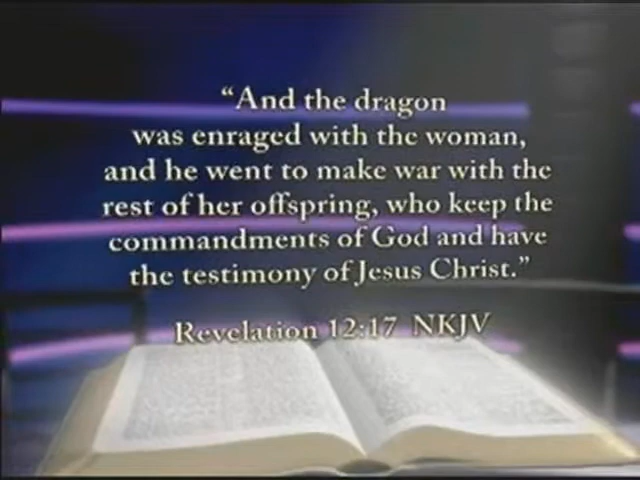 “And the dragon
was enraged with the woman,
and he went to make war with the
rest of her offspring, who keep the
commandments of God and have
the testimony of Jesus Christ.”
Revelation 12:17 NKJV